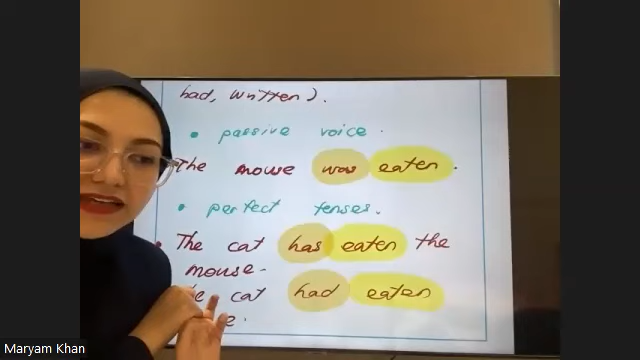 had, written).
• passive voice.
The mouse was eaten.
• perfect tenses.
• The cat has eaten the
mouse.
cat had eaten
Maryam Khan